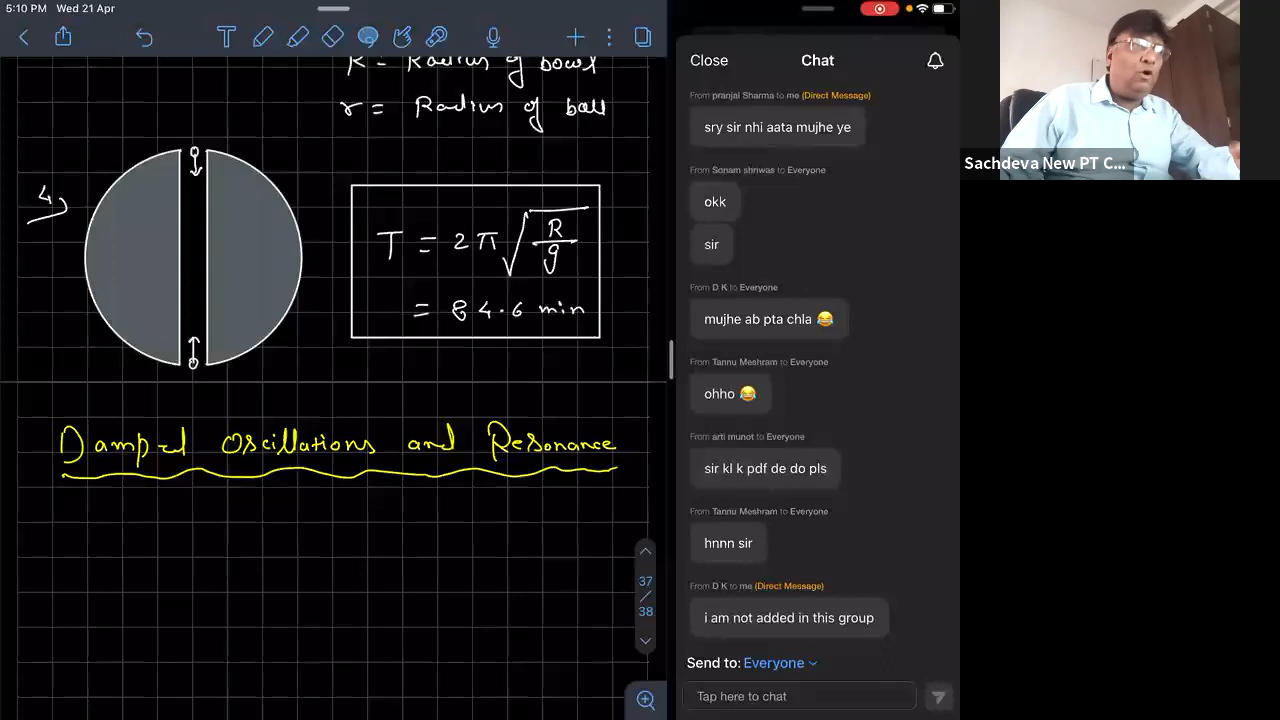 5:10 PM Wed 21 Apr
R = Radius of bowl
r = Radius of ball
4)
T = 2π√R/g
= 84.6 min
Damped Oscillations and Resonance
37
38
Close
Chat
From pranjal Sharma to me (Direct Message)
sry sir nhi aata mujhe ye
From Sonam shriwas to Everyone
okk
sir
From D K to Everyone
mujhe ab pta chla 😂
From Tannu Meshram to Everyone
ohho 😂
From arti munot to Everyone
sir kl k pdf de do pls
From Tannu Meshram to Everyone
hnnn sir
From D K to me (Direct Message)
i am not added in this group
Send to: Everyone
Tap here to chat
Sachdeva New PT C...